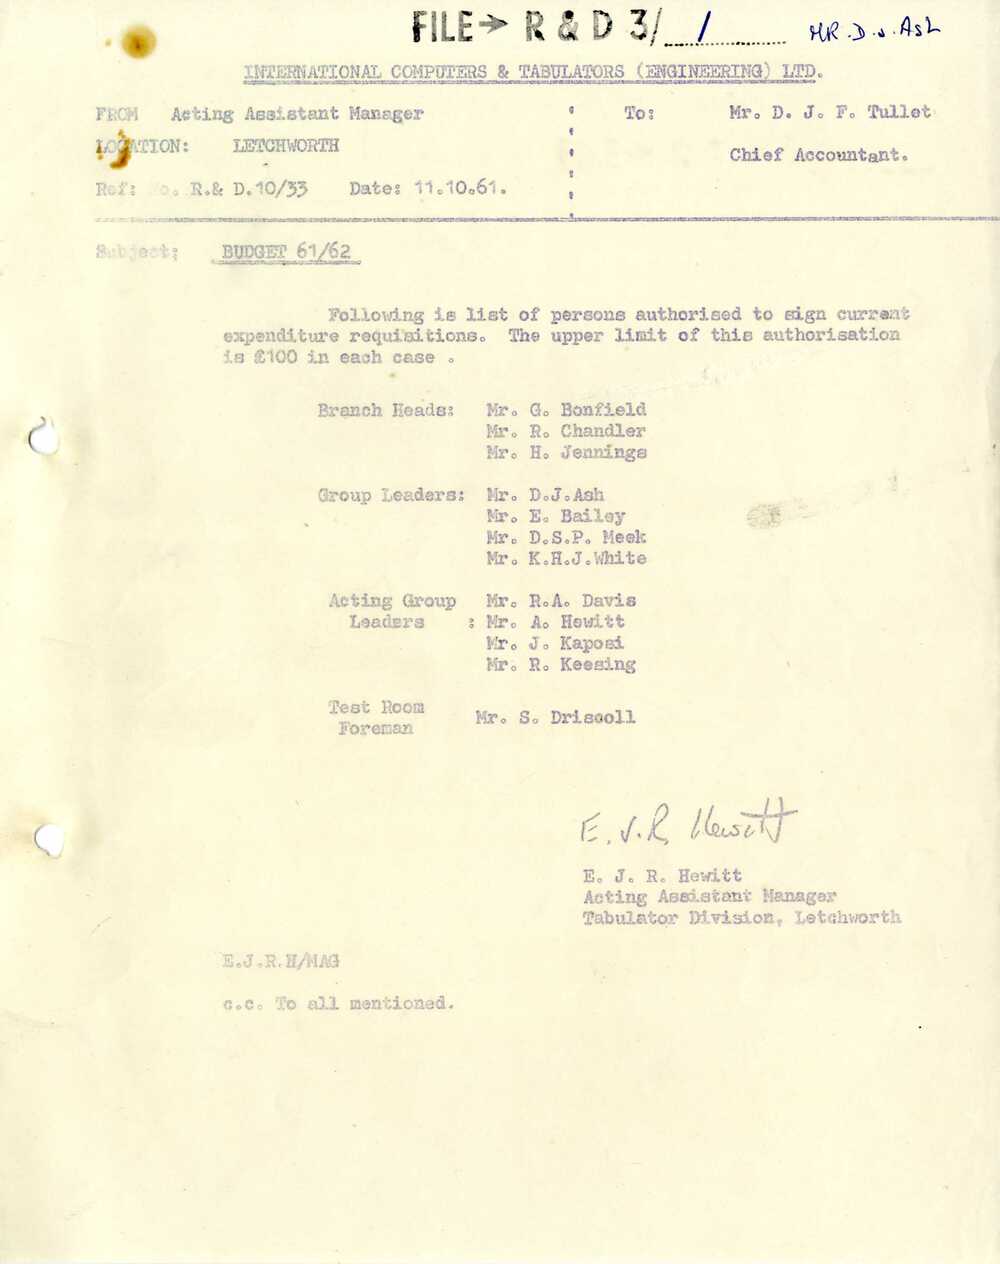 FILE → R & D 3/ 1 MR. D. J. ASh
INTERNATIONAL COMPUTERS & TABULATORS (ENGINEERING) LTD.
FROM Acting Assistant Manager To: Mr. D. J. F. Tullet
LOCATION: LETCHWORTH Chief Accountant.
Ref: No. R.& D.10/33 Date: 11.10.61.
Subject: BUDGET 61/62
Following is list of persons authorised to sign current
expenditure requisitions. The upper limit of this authorisation
is £100 in each case .
Branch Heads: Mr. G. Bonfield
Mr. R. Chandler
Mr. H. Jennings
Group Leaders: Mr. D.J.Ash
Mr. E. Bailey
Mr. D.S.P. Meek
Mr. K.H.J.White
Acting Group Mr. R.A. Davis
Leaders : Mr. A. Hewitt
Mr. J. Kaposi
Mr. R. Keesing
Test Room
Foreman Mr. S. Driscoll
E. J. R. Hewitt
E. J. R. Hewitt
Acting Assistant Manager
Tabulator Division, Letchworth
E.J.R.H/MAG
c.c. To all mentioned.